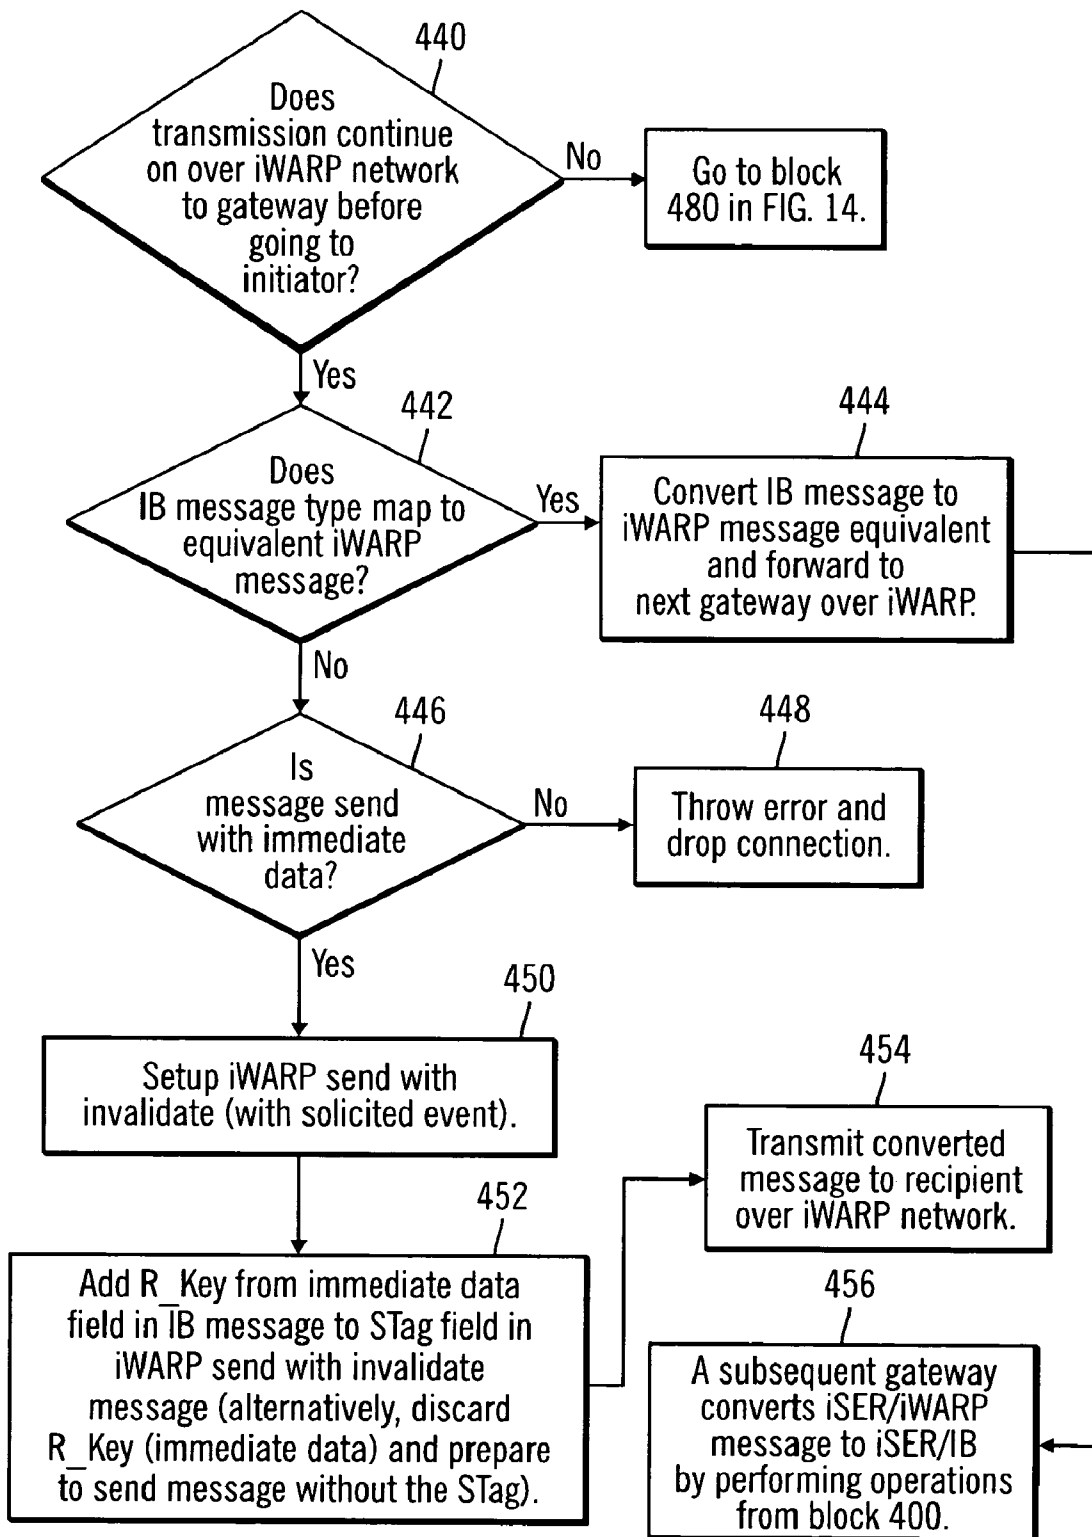 440
Does
transmission continue
on over iWARP network
to gateway before
going to
initiator?
No
Go to block
480 in FIG. 14.
Yes
442
Does
IB message type map to
equivalent iWARP
message?
Yes
444
Convert IB message to
iWARP message equivalent
and forward to
next gateway over iWARP.
No
446
Is
message send
with immediate
data?
No
448
Throw error and
drop connection.
Yes
450
Setup iWARP send with
invalidate (with solicited event).
452
Add R_Key from immediate data
field in IB message to STag field in
iWARP send with invalidate
message (alternatively, discard
R_Key (immediate data) and prepare
to send message without the STag).
454
Transmit converted
message to recipient
over iWARP network.
456
A subsequent gateway
converts iSER/iWARP
message to iSER/IB
by performing operations
from block 400.